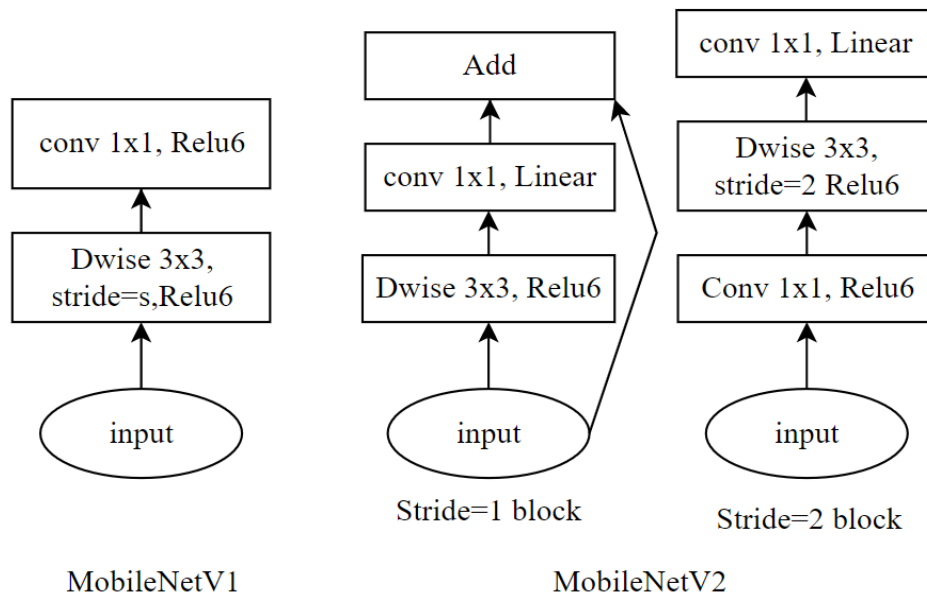 conv 1x1, Relu6
Dwise 3x3,
stride=s,Relu6
input
MobileNetV1
Add
conv 1x1, Linear
Dwise 3x3, Relu6
input
Stride=1 block
conv 1x1, Linear
Dwise 3x3,
stride=2 Relu6
Conv 1x1, Relu6
input
Stride=2 block
MobileNetV2